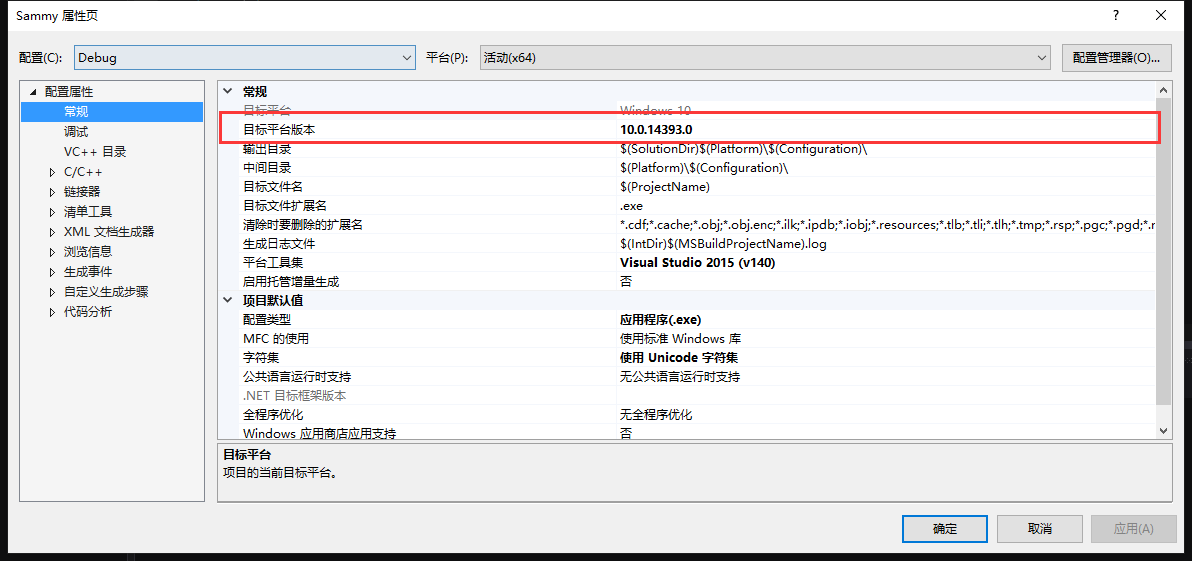 Sammy 属性页
配置(C): Debug 平台(P): 活动(x64) 配置管理器(O)...
配置属性
常规
调试
VC++ 目录
C/C++
链接器
清单工具
XML 文档生成器
浏览信息
生成事件
自定义生成步骤
代码分析
常规
目标平台 Windows 10
目标平台版本 10.0.14393.0
输出目录 $(SolutionDir)$(Platform)\$(Configuration)\
中间目录 $(Platform)\$(Configuration)\
目标文件名 $(ProjectName)
目标文件扩展名 .exe
清除时要删除的扩展名 *.cdf;*.cache;*.obj;*.obj.enc;*.ilk;*.ipdb;*.iobj;*.resources;*.tlb;*.tli;*.tlh;*.tmp;*.rsp;*.pgc;*.pgd;*.r
生成日志文件 $(IntDir)$(MSBuildProjectName).log
平台工具集 Visual Studio 2015 (v140)
启用托管增量生成 否
项目默认值
配置类型 应用程序(.exe)
MFC 的使用 使用标准 Windows 库
字符集 使用 Unicode 字符集
公共语言运行时支持 无公共语言运行时支持
.NET 目标框架版本
全程序优化 无全程序优化
Windows 应用商店应用支持 否
目标平台
项目的当前目标平台。
确定 取消 应用(A)